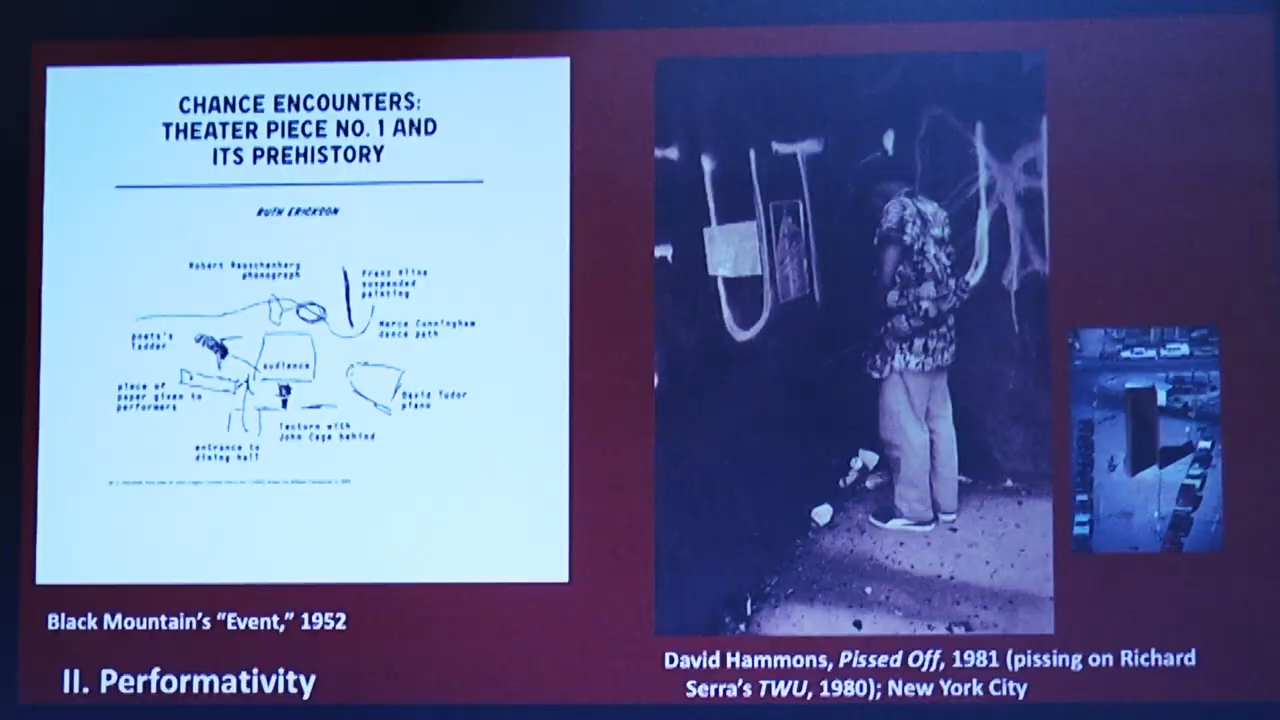 CHANCE ENCOUNTERS:
THEATER PIECE NO. 1 AND
ITS PREHISTORY
RUTH ERICKSON
Robert Rauschenberg
phonograph
Franz Kline
suspended
painting
Merce Cunningham
dance path
poets's
ladder
audience
piece of
paper given to
performers
David Tudor
piano
lecturn with
John Cage behind
entrance to
dining hall
Black Mountain's "Event," 1952
II. Performativity
David Hammons, Pissed Off, 1981 (pissing on Richard
Serra's TWU, 1980); New York City